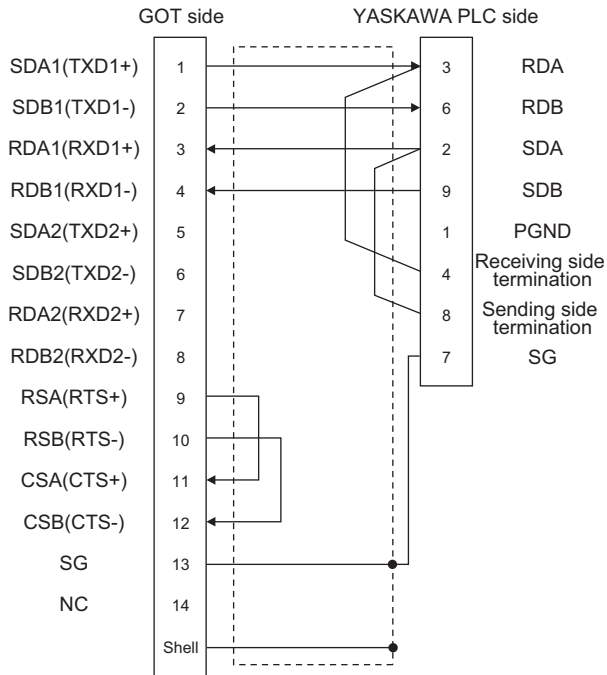 GOT side YASKAWA PLC side
SDA1(TXD1+) 1 3 RDA
SDB1(TXD1-) 2 6 RDB
RDA1(RXD1+) 3 2 SDA
RDB1(RXD1-) 4 9 SDB
SDA2(TXD2+) 5 1 PGND
SDB2(TXD2-) 6 4 Receiving side
termination
RDA2(RXD2+) 7 8 Sending side
termination
RDB2(RXD2-) 8 7 SG
RSA(RTS+) 9
RSB(RTS-) 10
CSA(CTS+) 11
CSB(CTS-) 12
SG 13
NC 14
Shell